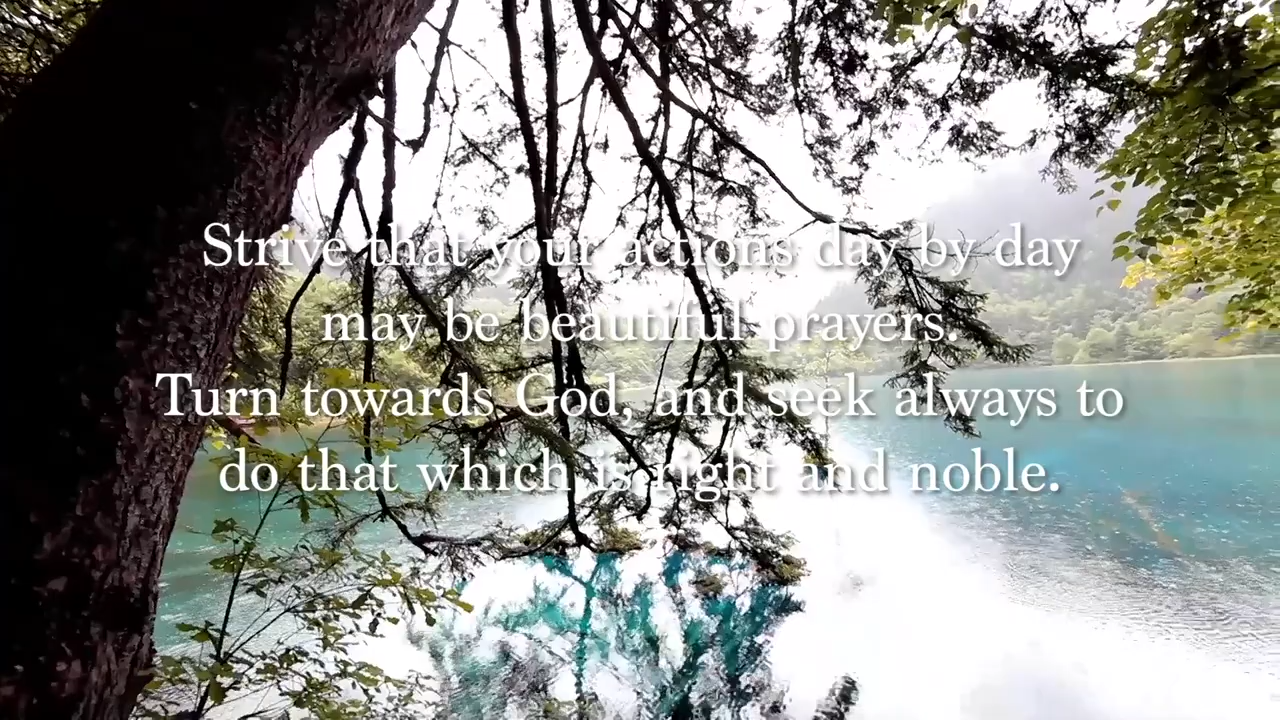 Strive that your actions day by day
may be beautiful prayers.
Turn towards God, and seek always to
do that which is right and noble.